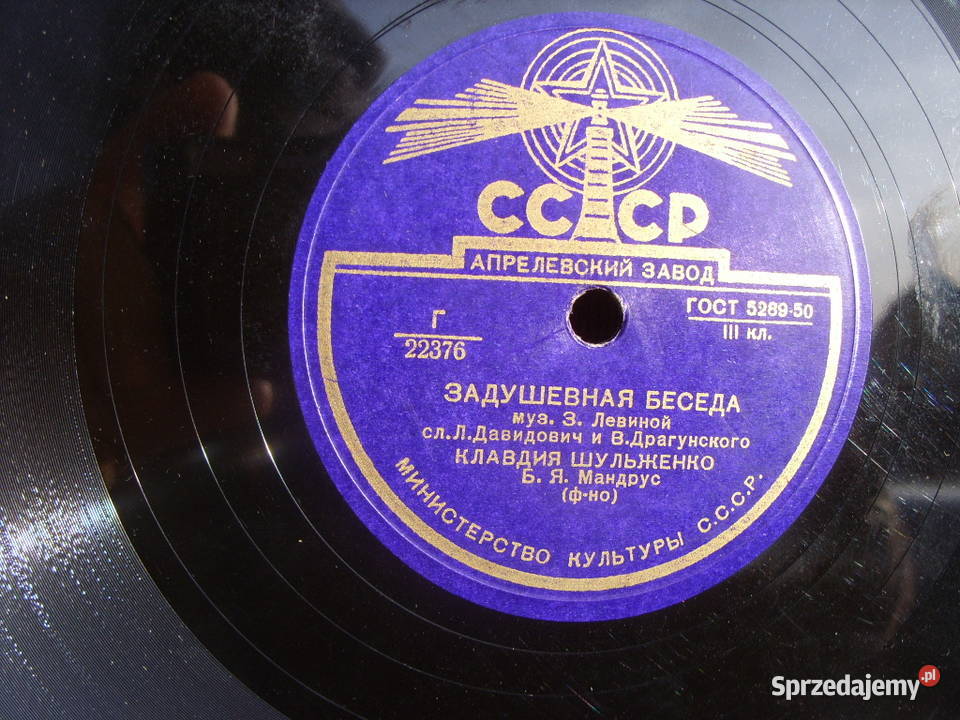 СССР
АПРЕЛЕВСКИЙ ЗАВОД
ГОСТ 5289-50
III кл.
Г
22376
ЗАДУШЕВНАЯ БЕСЕДА
муз. З. Левиной
сл.Л.Давидович и В.Драгунского
КЛАВДИЯ ШУЛЬЖЕНКО
Б. Я. Мандрус
(ф-но)
МИНИСТЕРСТВО КУЛЬТУРЫ С.С.С.Р.
Sprzedajemy.pl